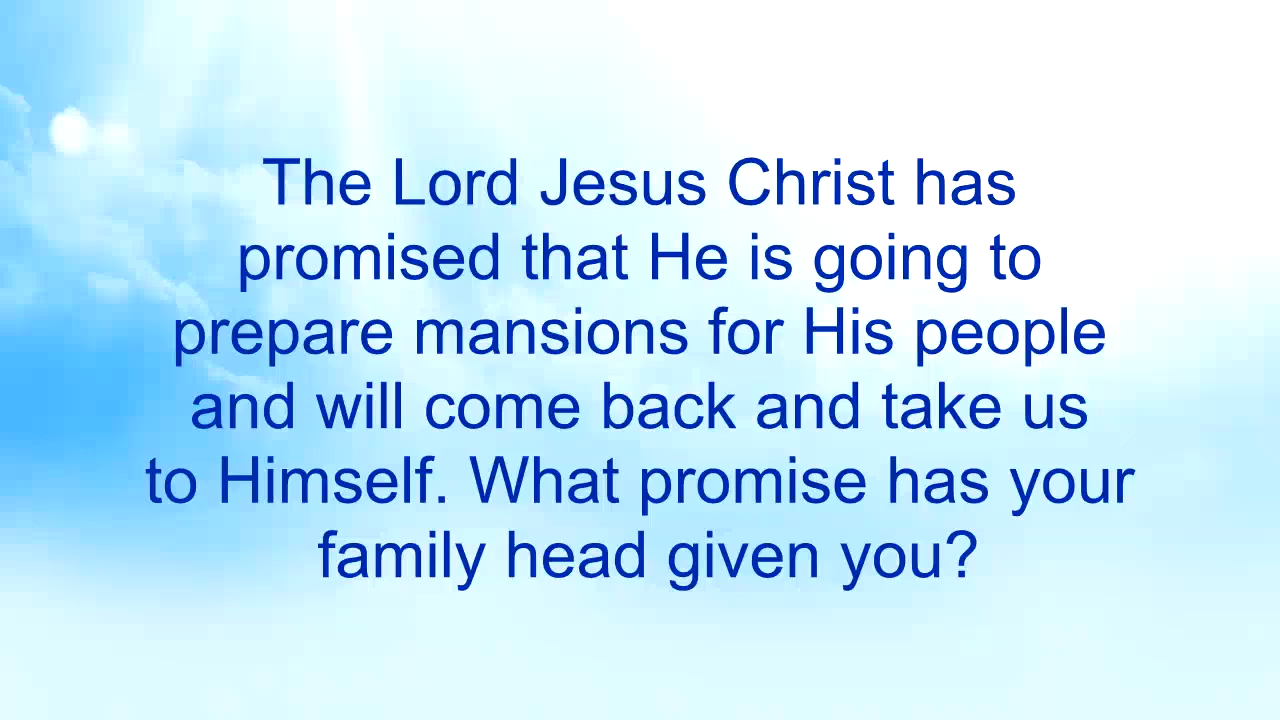 The Lord Jesus Christ has
promised that He is going to
prepare mansions for His people
and will come back and take us
to Himself. What promise has your
family head given you?